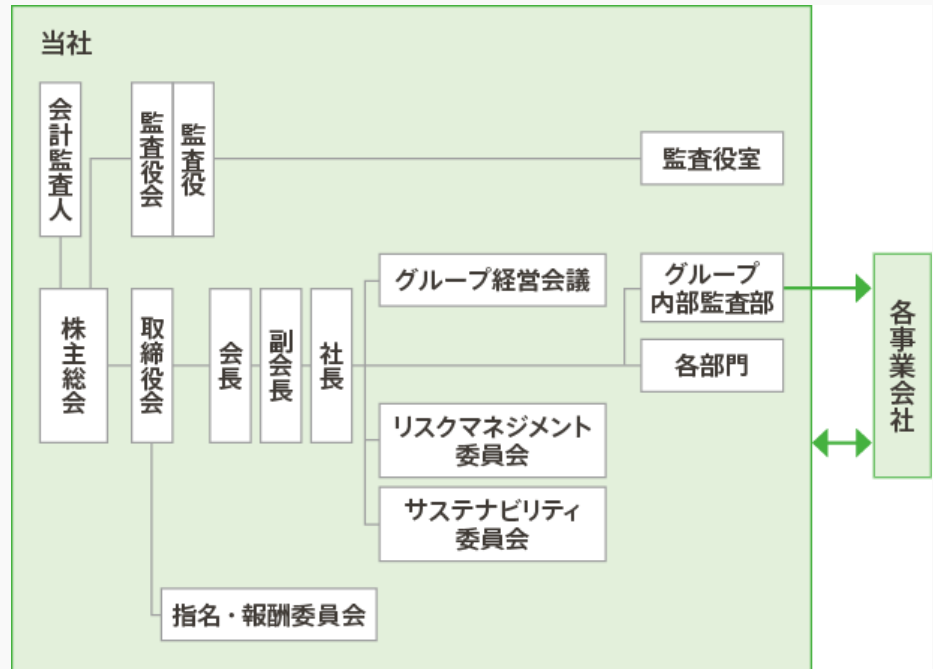 当社
会計監査人
監査役会
監査役
監査役室
グループ経営会議
グループ
内部監査部
各事業会社
株主総会
取締役会
会長
副会長
社長
各部門
リスクマネジメント
委員会
サステナビリティ
委員会
指名・報酬委員会